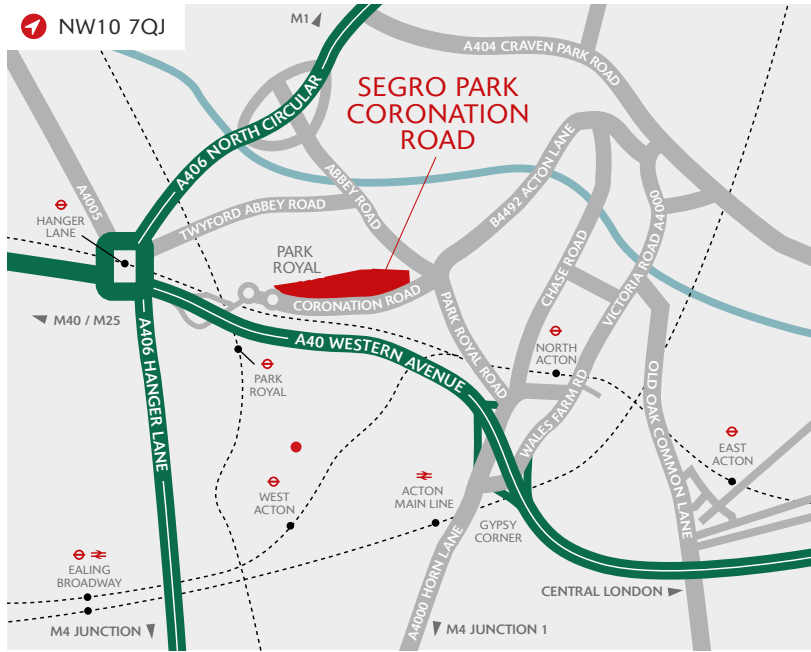 NW10 7QJ
M1
A404 CRAVEN PARK ROAD
SEGRO PARK
CORONATION
ROAD
A406 NORTH CIRCULAR
A4005
HANGER
LANE
TWYFORD ABBEY ROAD
ABBEY ROAD
B4492 ACTON LANE
PARK
ROYAL
CORONATION ROAD
CHASE ROAD
VICTORIA ROAD A4000
M40 / M25
A406 HANGER LANE
A40 WESTERN AVENUE
PARK ROYAL ROAD
PARK
ROYAL
NORTH
ACTON
WALES FARM RD
OLD OAK COMMON LANE
EAST
ACTON
WEST
ACTON
ACTON
MAIN LINE
GYPSY
CORNER
EALING
BROADWAY
A4000 HORN LANE
CENTRAL LONDON
M4 JUNCTION
M4 JUNCTION 1